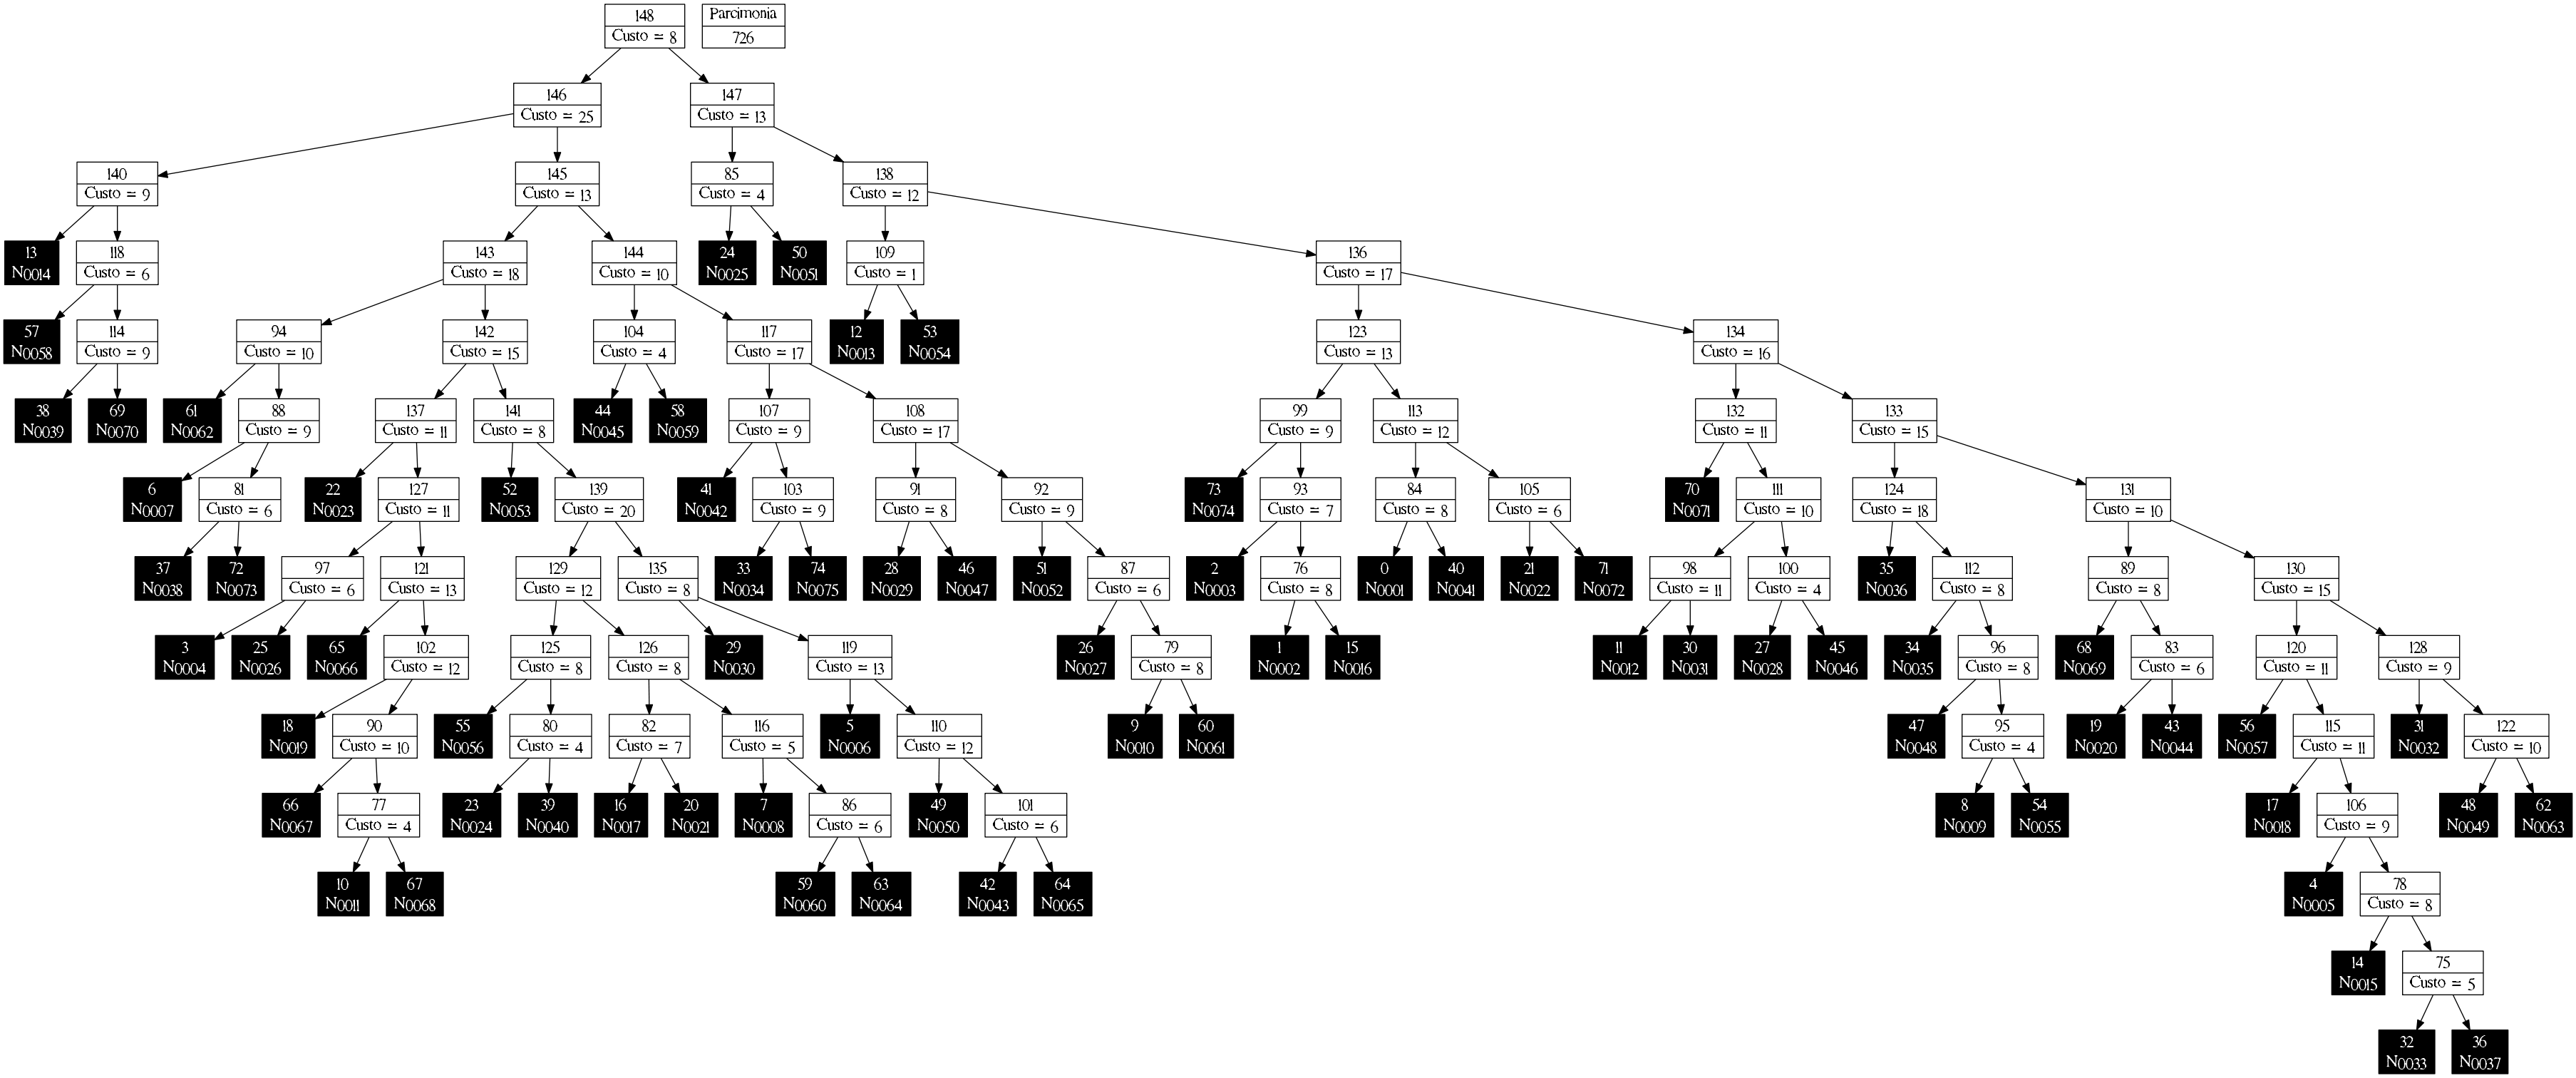 148
Custo = 8
Parcimonia
726
146
Custo = 25
147
Custo = 13
140
Custo = 9
145
Custo = 13
85
Custo = 4
138
Custo = 12
13
N0014
118
Custo = 6
143
Custo = 18
144
Custo = 10
24
N0025
50
N0051
109
Custo = 1
136
Custo = 17
57
N0058
114
Custo = 9
94
Custo = 10
142
Custo = 15
104
Custo = 4
117
Custo = 17
12
N0013
53
N0054
123
Custo = 13
134
Custo = 16
38
N0039
69
N0070
61
N0062
88
Custo = 9
137
Custo = 11
141
Custo = 8
44
N0045
58
N0059
107
Custo = 9
108
Custo = 17
99
Custo = 9
113
Custo = 12
132
Custo = 11
133
Custo = 15
6
N0007
81
Custo = 6
22
N0023
127
Custo = 11
52
N0053
139
Custo = 20
41
N0042
103
Custo = 9
91
Custo = 8
92
Custo = 9
73
N0074
93
Custo = 7
84
Custo = 8
105
Custo = 6
70
N0071
111
Custo = 10
124
Custo = 18
131
Custo = 10
37
N0038
72
N0073
97
Custo = 6
121
Custo = 13
129
Custo = 12
135
Custo = 8
33
N0034
74
N0075
28
N0029
46
N0047
51
N0052
87
Custo = 6
2
N0003
76
Custo = 8
0
N0001
40
N0041
21
N0022
71
N0072
98
Custo = 11
100
Custo = 4
35
N0036
112
Custo = 8
89
Custo = 8
130
Custo = 15
3
N0004
25
N0026
65
N0066
102
Custo = 12
125
Custo = 8
126
Custo = 8
29
N0030
119
Custo = 13
26
N0027
79
Custo = 8
1
N0002
15
N0016
11
N0012
30
N0031
27
N0028
45
N0046
34
N0035
96
Custo = 8
68
N0069
83
Custo = 6
120
Custo = 11
128
Custo = 9
18
N0019
90
Custo = 10
55
N0056
80
Custo = 4
82
Custo = 7
116
Custo = 5
5
N0006
110
Custo = 12
9
N0010
60
N0061
47
N0048
95
Custo = 4
19
N0020
43
N0044
56
N0057
115
Custo = 11
31
N0032
122
Custo = 10
66
N0067
77
Custo = 4
23
N0024
39
N0040
16
N0017
20
N0021
7
N0008
86
Custo = 6
49
N0050
101
Custo = 6
8
N0009
54
N0055
17
N0018
106
Custo = 9
48
N0049
62
N0063
10
N0011
67
N0068
59
N0060
63
N0064
42
N0043
64
N0065
4
N0005
78
Custo = 8
14
N0015
75
Custo = 5
32
N0033
36
N0037